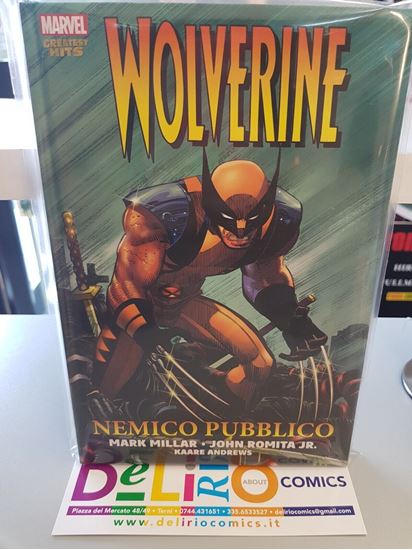 MARVEL
GREATEST
HITS
WOLVERINE
NEMICO PUBBLICO
MARK MILLAR • JOHN ROMITA JR.
KAARE ANDREWS
DELIRIO ABOUT COMICS
Piazza del Mercato 48/49 • Terni • 0744.431651 • 335.6533527 • deliriocomics@gmail.com
www.deliriocomics.it